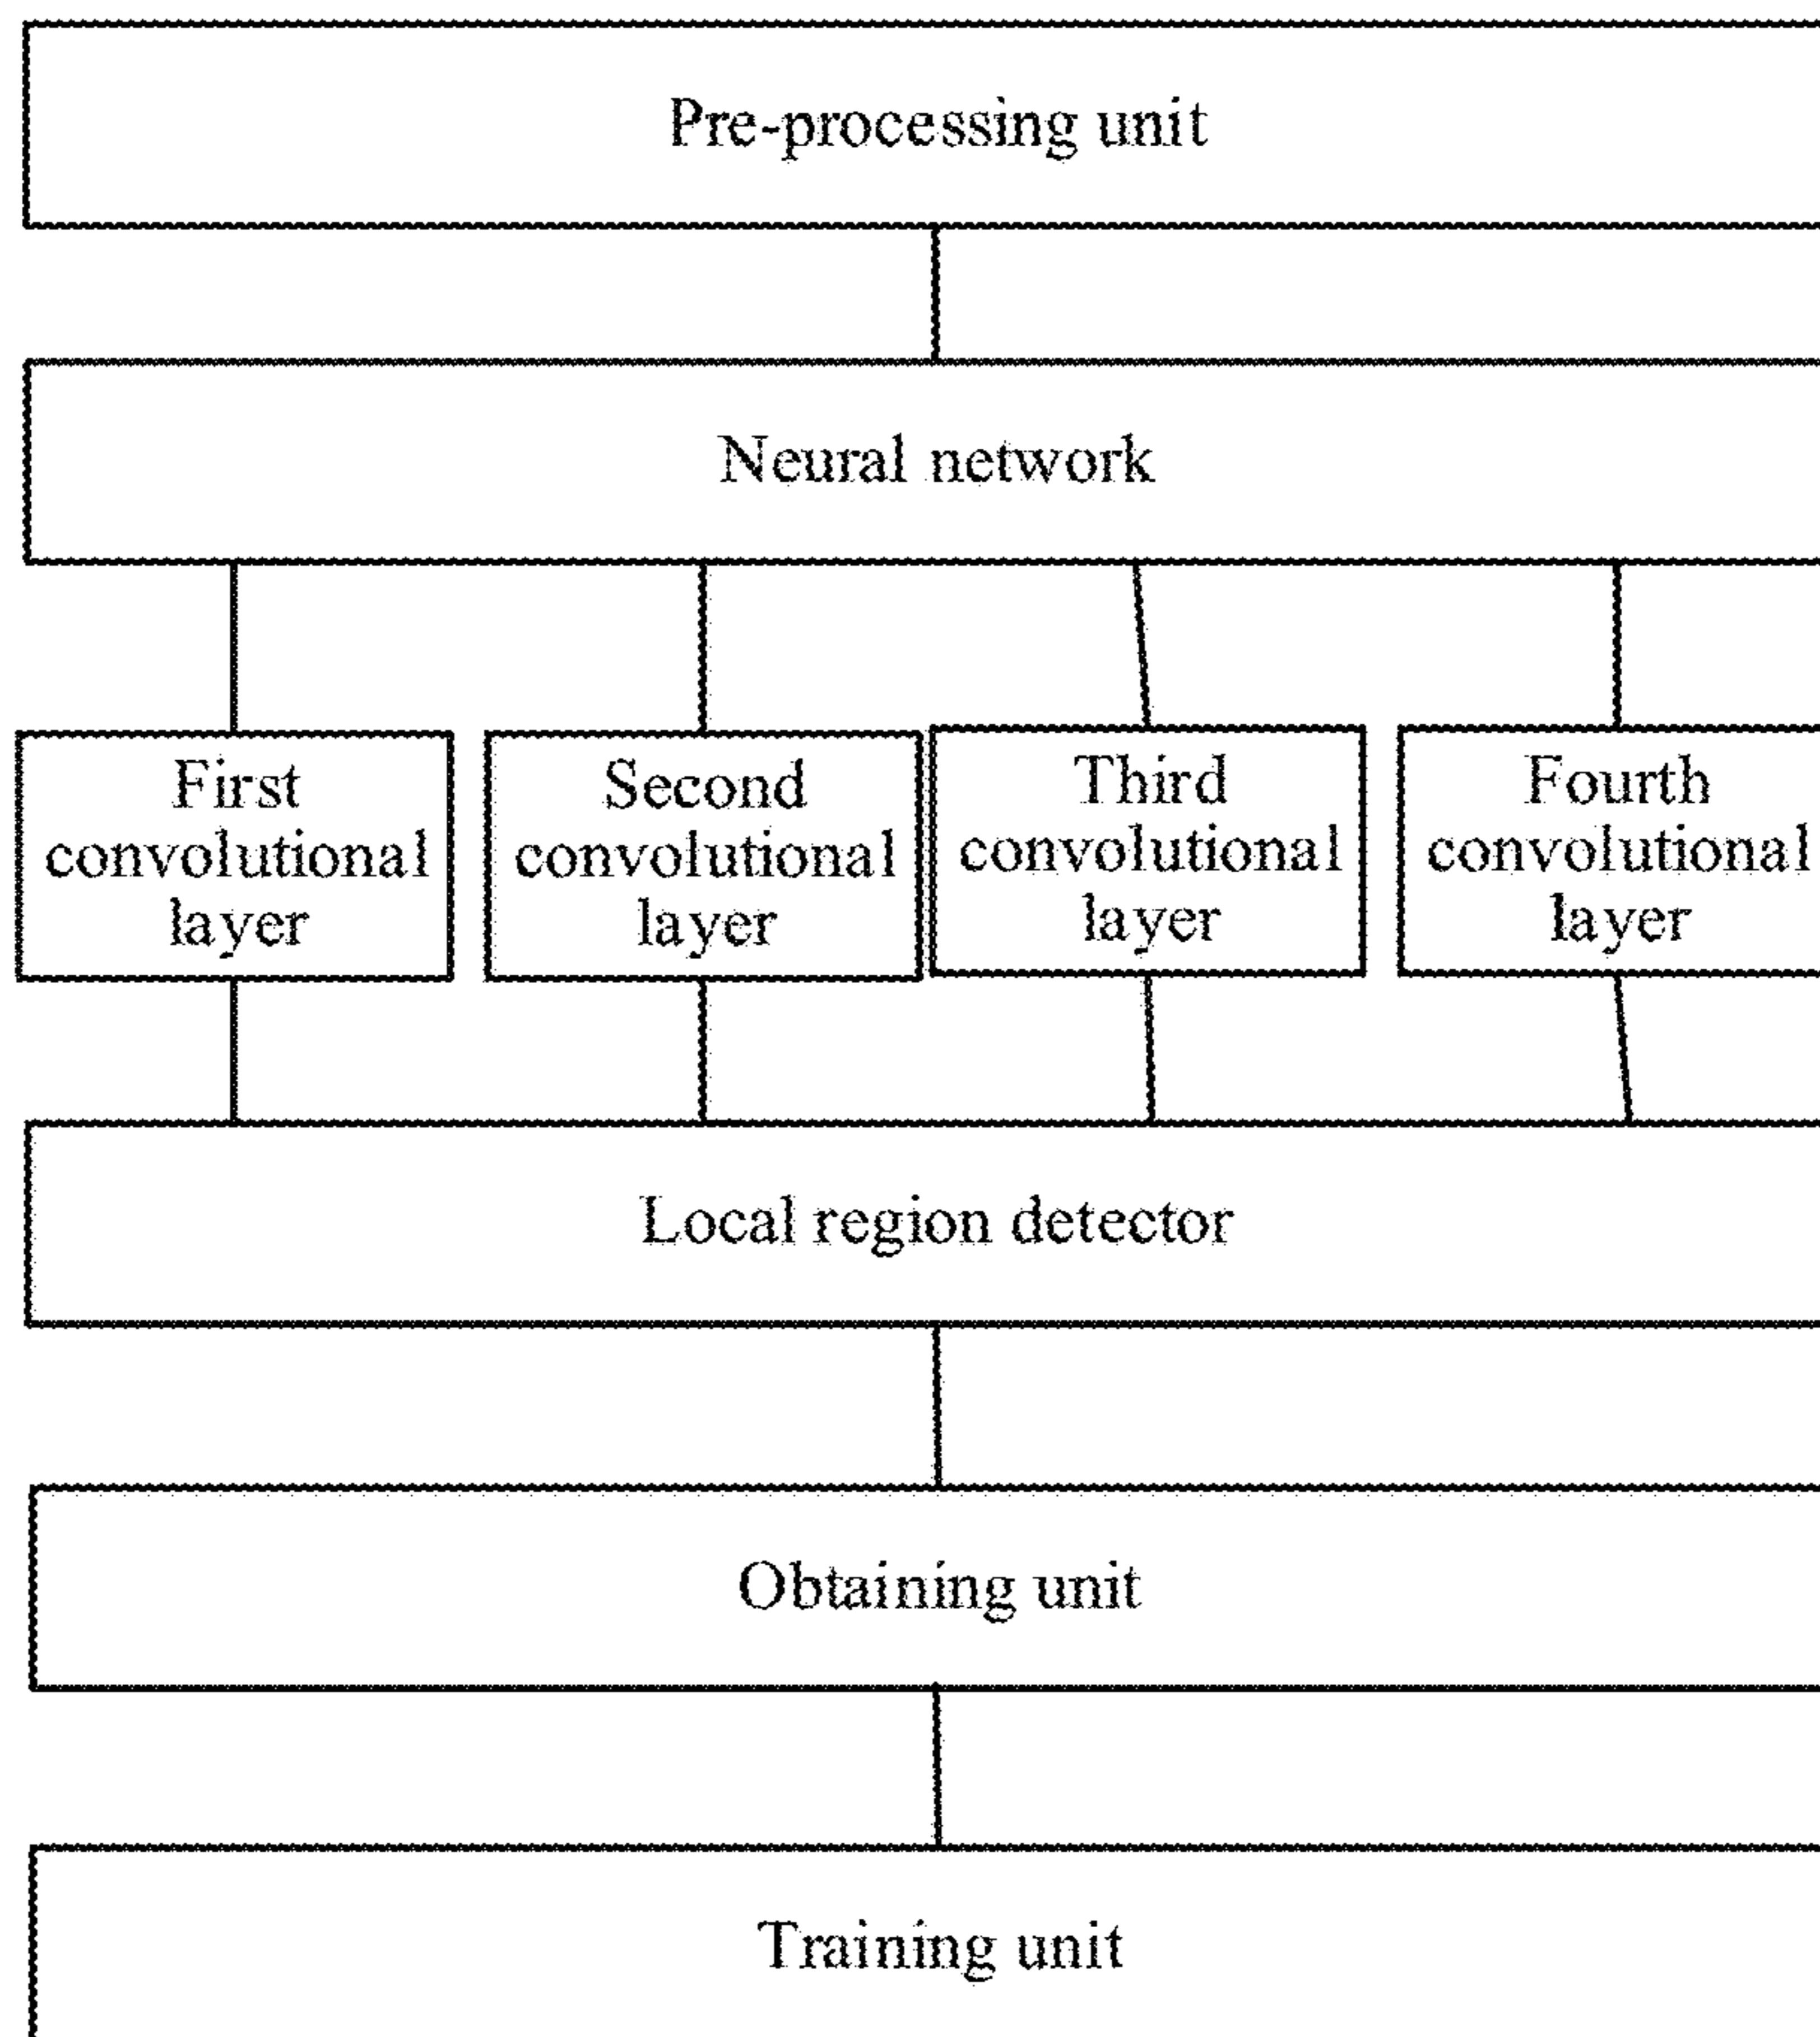 Pre-processing unit
Neural network
First
convolutional
layer
Second
convolutional
layer
Third
convolutional
layer
Fourth
convolutional
layer
Local region detector
Obtaining unit
Training unit